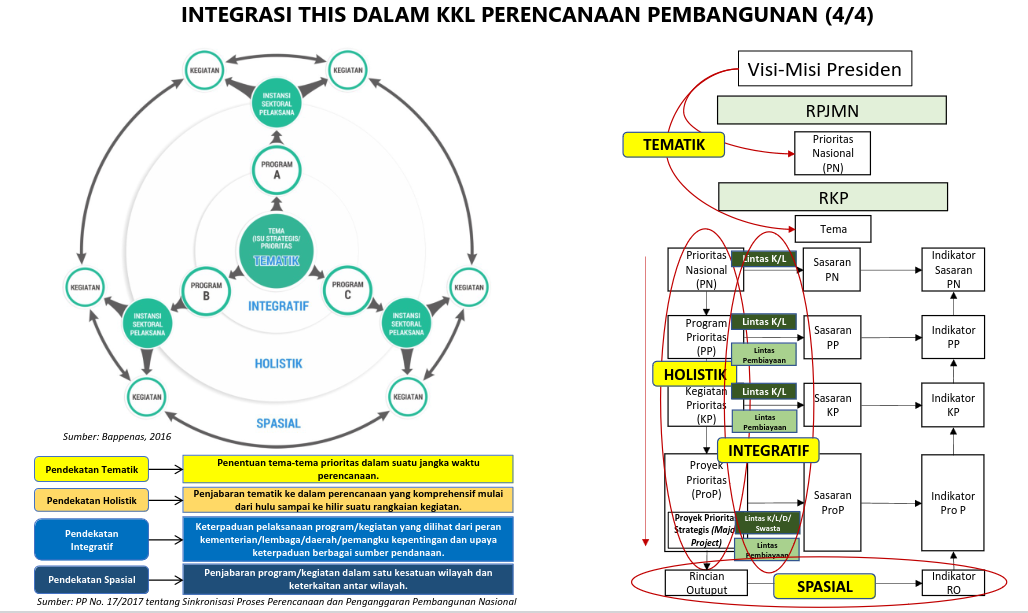 INTEGRASI THIS DALAM KKL PERENCANAAN PEMBANGUNAN (4/4)
KEGIATAN
KEGIATAN
INSTANSI
SEKTORAL
PELAKSANA
PROGRAM
A
TEMA
(ISU STRATEGIS/
PRIORITAS
TEMATIK
PROGRAM
B
PROGRAM
C
INTEGRATIF
KEGIATAN
KEGIATAN
INSTANSI
SEKTORAL
PELAKSANA
INSTANSI
SEKTORAL
PELAKSANA
HOLISTIK
KEGIATAN
KEGIATAN
SPASIAL
Sumber: Bappenas, 2016
Pendekatan Tematik
Penentuan tema-tema prioritas dalam suatu jangka waktu
perencanaan.
Pendekatan Holistik
Penjabaran tematik ke dalam perencanaan yang komprehensif mulai
dari hulu sampai ke hilir suatu rangkaian kegiatan.
Pendekatan
Integratif
Keterpaduan pelaksanaan program/kegiatan yang dilihat dari peran
kementerian/lembaga/daerah/pemangku kepentingan dan upaya
keterpaduan berbagai sumber pendanaan.
Pendekatan Spasial
Penjabaran program/kegiatan dalam satu kesatuan wilayah dan
keterkaitan antar wilayah.
Sumber: PP No. 17/2017 tentang Sinkronisasi Proses Perencanaan dan Penganggaran Pembangunan Nasional
Visi-Misi Presiden
RPJMN
TEMATIK
Prioritas
Nasional
(PN)
RKP
Tema
Prioritas
Nasional
(PN)
Lintas K/L
Sasaran
PN
Indikator
Sasaran
PN
Program
Prioritas
(PP)
Lintas K/L
Lintas
Pembiayaan
Sasaran
PP
Indikator
PP
HOLISTIK
Kegiatan
Prioritas
(KP)
Lintas K/L
Lintas
Pembiayaan
Sasaran
KP
Indikator
KP
INTEGRATIF
Proyek
Prioritas
(ProP)
Sasaran
ProP
Indikator
Pro P
Proyek Priorita
Strategis (Majo
Project)
Lintas K/L/D/
Swasta
Lintas
Pembiayaan
Rincian
Outuput
SPASIAL
Indikator
RO